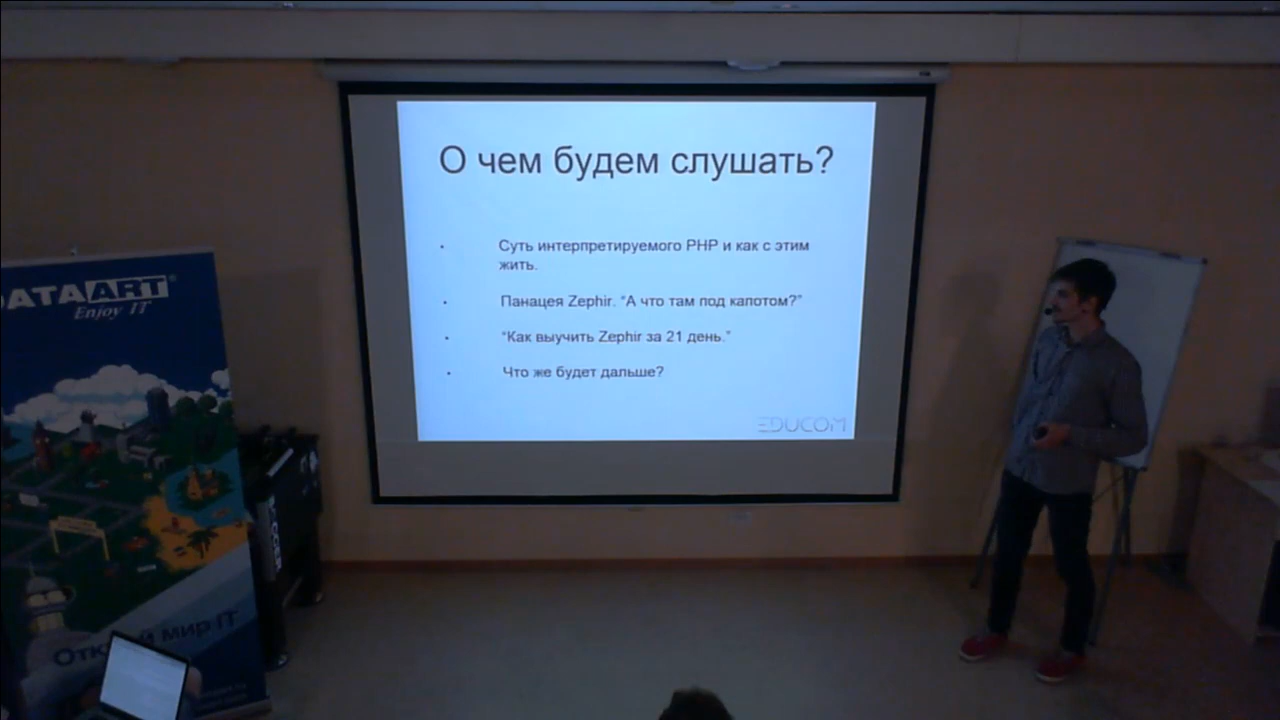 О чем будем слушать?
Суть интерпретируемого PHP и как с этим
жить.
Панацея Zephir. “А что там под капотом?”
“Как выучить Zephir за 21 день.”
Что же будет дальше?
EDUCOM
DATAART®
Enjoy IT
мир IT